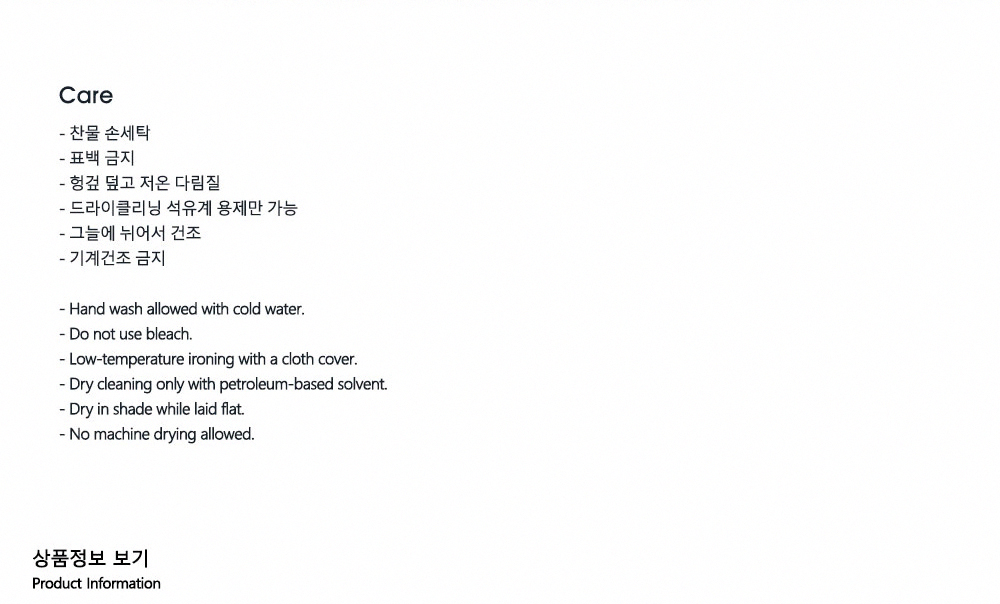 Care
- 찬물 손세탁
- 표백 금지
- 헝겊 덮고 저온 다림질
- 드라이클리닝 석유계 용제만 가능
- 그늘에 뉘어서 건조
- 기계건조 금지
- Hand wash allowed with cold water.
- Do not use bleach.
- Low-temperature ironing with a cloth cover.
- Dry cleaning only with petroleum-based solvent.
- Dry in shade while laid flat.
- No machine drying allowed.
상품정보 보기
Product Information